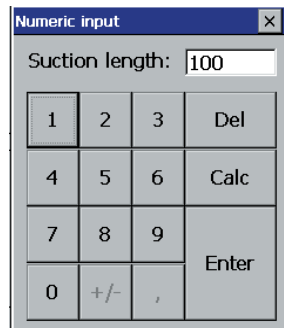 Numeric input
Suction length: 100
1 2 3 Del
4 5 6 Calc
7 8 9
Enter
0 +/- ,